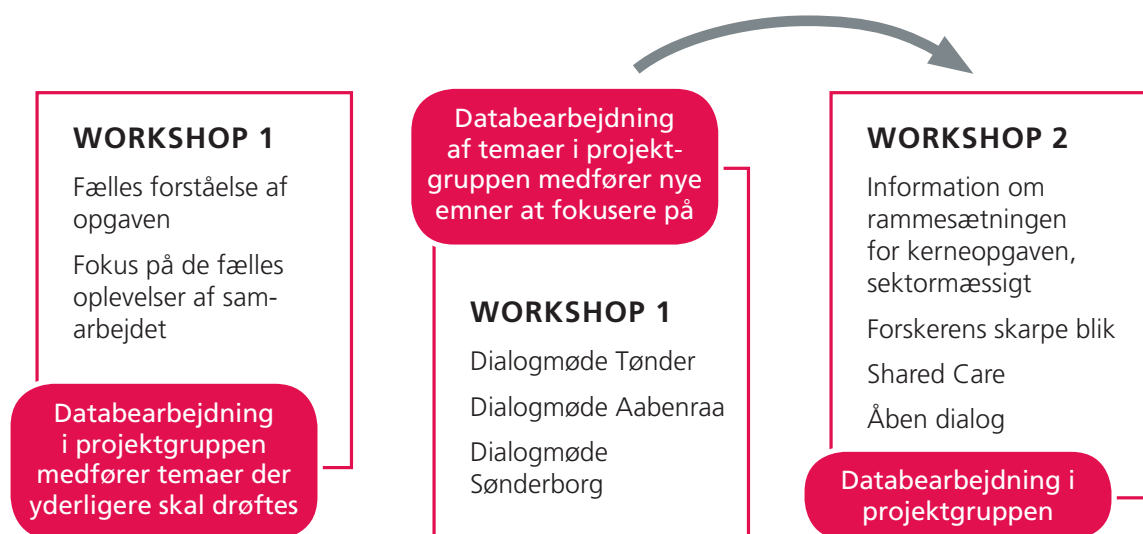 WORKSHOP 1
Fælles forståelse af
opgaven
Fokus på de fælles
oplevelser af sam-
arbejdet
Databearbejdning
i projektgruppen
medfører temaer der
yderligere skal drøftes
Databearbejdning
af temaer i projekt-
gruppen medfører nye
emner at fokusere på
WORKSHOP 1
Dialogmøde Tønder
Dialogmøde Aabenraa
Dialogmøde
Sønderborg
WORKSHOP 2
Information om
rammesætningen
for kerneopgaven,
sektormæssigt
Forskerens skarpe blik
Shared Care
Åben dialog
Databearbejdning i
projektgruppen